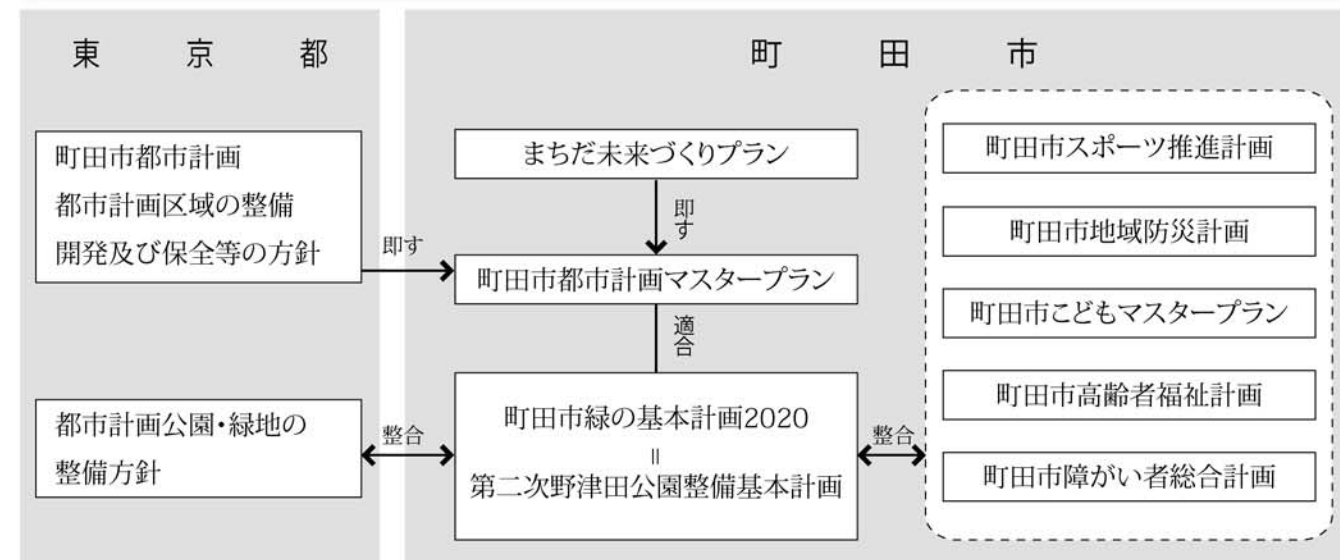 東京都
町田市都市計画
都市計画区域の整備
開発及び保全等の方針
即す
都市計画公園・緑地の
整備方針
整合
町田市
まちだ未来づくりプラン
即す
町田市都市計画マスタープラン
適合
町田市緑の基本計画2020
＝
第二次野津田公園整備基本計画
整合
町田市スポーツ推進計画
町田市地域防災計画
町田市こどもマスタープラン
町田市高齢者福祉計画
町田市障がい者総合計画